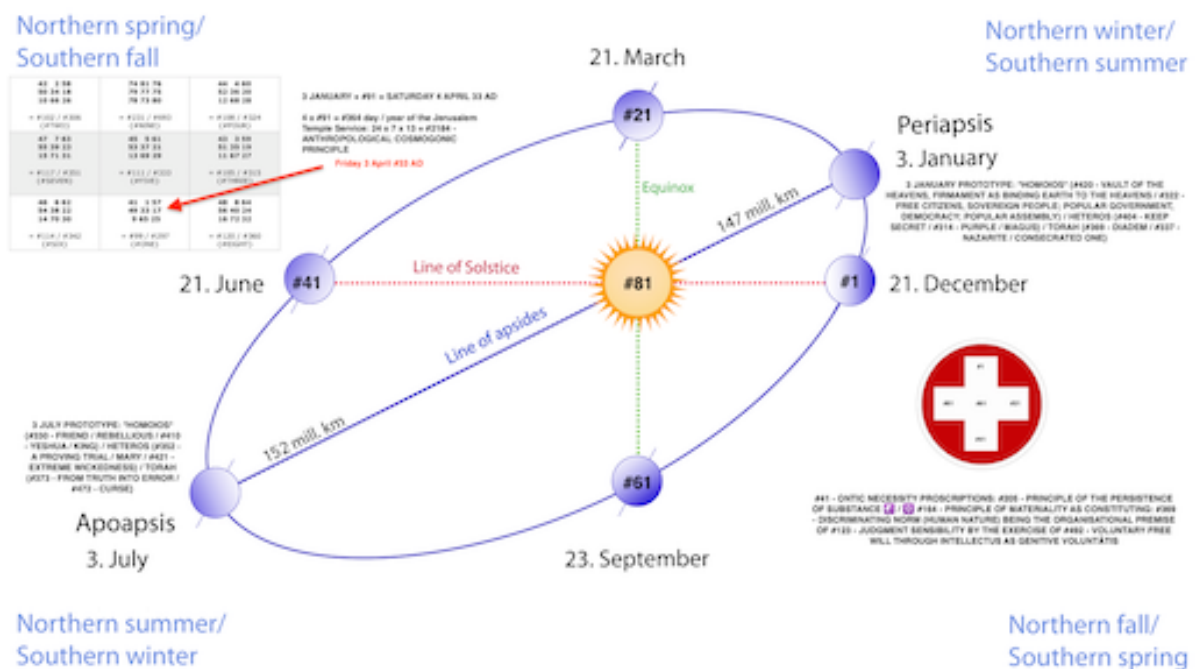 Northern spring/
Southern fall
Northern winter/
Southern summer
21. March
3 JANUARY = #91 = SATURDAY 4 APRIL 33 AD
4 x #91 = #364 day / year of the Jerusalem
Temple Service: 24 x 7 x 13 = #2184 -
ANTHROPOLOGICAL COSMOGONIC
PRINCIPLE
Friday 3 April #33 AD
#21
Periapsis
3. January
3 JANUARY PROTOTYPE: "HOMOIOS" (#420 - VAULT OF THE
HEAVENS, FIRMAMENT AS BINDING EARTH TO THE HEAVENS / #322 -
FREE CITIZENS, SOVEREIGN PEOPLE; POPULAR GOVERNMENT,
DEMOCRACY; POPULAR ASSEMBLY) / HETEROS (#404 - KEEP
SECRET / #314 - PURPLE / MAGUS) / TORAH (#369 - DIADEM / #337 -
NAZARITE / CONSECRATED ONE)
Equinox
147 mill. km
21. June
#41
Line of Solstice
#81
#1
21. December
Line of apsides
152 mill. km
3 JULY PROTOTYPE: "HOMOIOS"
(#330 - FRIEND / REBELLIOUS / #410
- YESHUA / KING) / HETEROS (#302 -
A PROVING TRIAL / MARY / #421 -
EXTREME WICKEDNESS) / TORAH
(#373 - FROM TRUTH INTO ERROR /
#473 - CURSE)
Apoapsis
3. July
#61
23. September
#41 - ONTIC NECESSITY PROSCRIPTIONS: #305 - PRINCIPLE OF THE PERSISTENCE
OF SUBSTANCE / #164 - PRINCIPLE OF MATERIALITY AS CONSTITUTING: #369
- DISCRIMINATING NORM (HUMAN NATURE) BEING THE ORGANISATIONAL PREMISE
OF #123 - JUDGMENT SENSIBILITY BY THE EXERCISE OF #492 - VOLUNTARY FREE
WILL THROUGH INTELLECTUS AS GENITIVE VOLUNTĀTIS
Northern summer/
Southern winter
Northern fall/
Southern spring